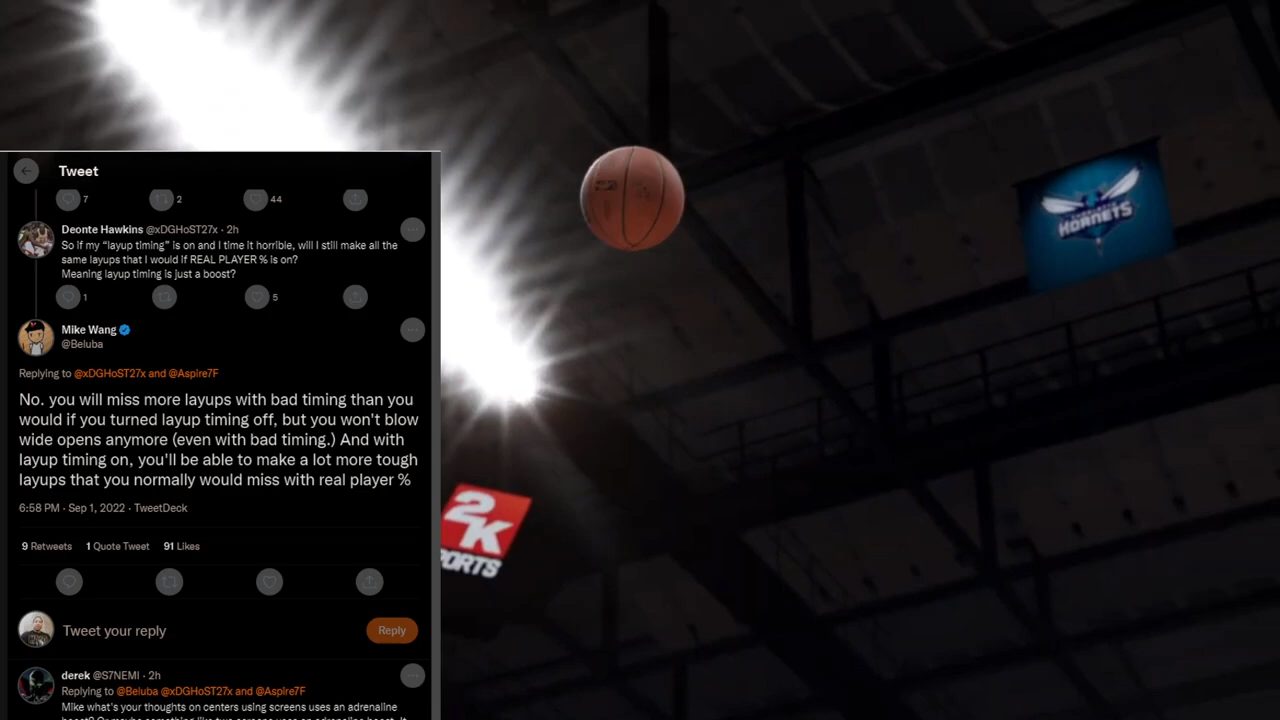 Tweet
7
2
44
Deonte Hawkins @xDGHoST27x · 2h
So if my “layup timing” is on and I time it horrible, will I still make all the
same layups that I would if REAL PLAYER % is on?
Meaning layup timing is just a boost?
1
5
Mike Wang
@Beluba
Replying to @xDGHoST27x and @Aspire7F
No. you will miss more layups with bad timing than you
would if you turned layup timing off, but you won't blow
wide opens anymore (even with bad timing.) And with
layup timing on, you'll be able to make a lot more tough
layups that you normally would miss with real player %
6:58 PM · Sep 1, 2022 · TweetDeck
9 Retweets 1 Quote Tweet 91 Likes
Tweet your reply
Reply
derek @S7NEMI · 2h
Replying to @Beluba @xDGHoST27x and @Aspire7F
Mike what's your thoughts on centers using screens uses an adrenaline
HORNETS
2K